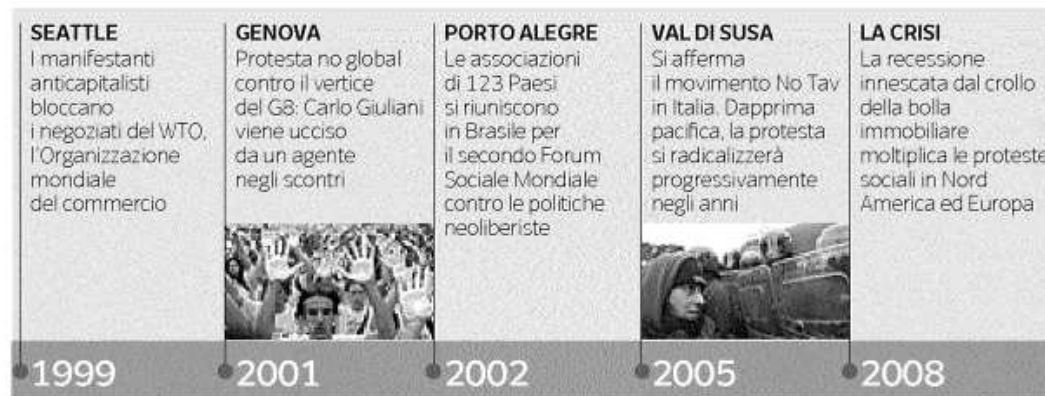 SEATTLE
I manifestanti
anticapitalisti
bloccano
i negoziati del WTO,
l'Organizzazione
mondiale
del commercio
1999
GENOVA
Protesta no global
contro il vertice
del G8: Carlo Giuliani
viene ucciso
da un agente
negli scontri
2001
PORTO ALEGRE
Le associazioni
di 123 Paesi
si riuniscono
in Brasile per
il secondo Forum
Sociale Mondiale
contro le politiche
neoliberiste
2002
VAL DI SUSA
Si afferma
il movimento No Tav
in Italia. Dapprima
pacifica, la protesta
si radicalizzerà
progressivamente
negli anni
2005
LA CRISI
La recessione
innescata dal crollo
della bolla
immobiliare
moltiplica le proteste
sociali in Nord
America ed Europa
2008